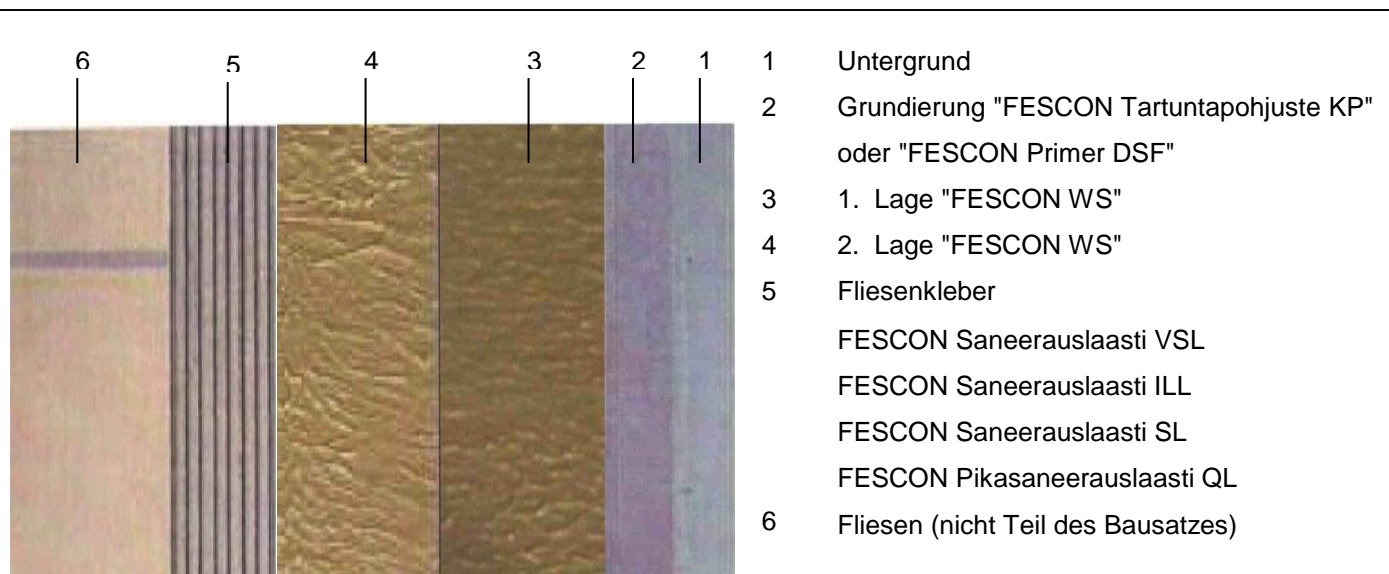 6 5 4 3 2 1
1 Untergrund
2 Grundierung "FESCON Tartuntapohjuste KP"
oder "FESCON Primer DSF"
3 1. Lage "FESCON WS"
4 2. Lage "FESCON WS"
5 Fliesenkleber
FESCON Saneerauslaasti VSL
FESCON Saneerauslaasti ILL
FESCON Saneerauslaasti SL
FESCON Pikasaneerauslaasti QL
6 Fliesen (nicht Teil des Bausatzes)